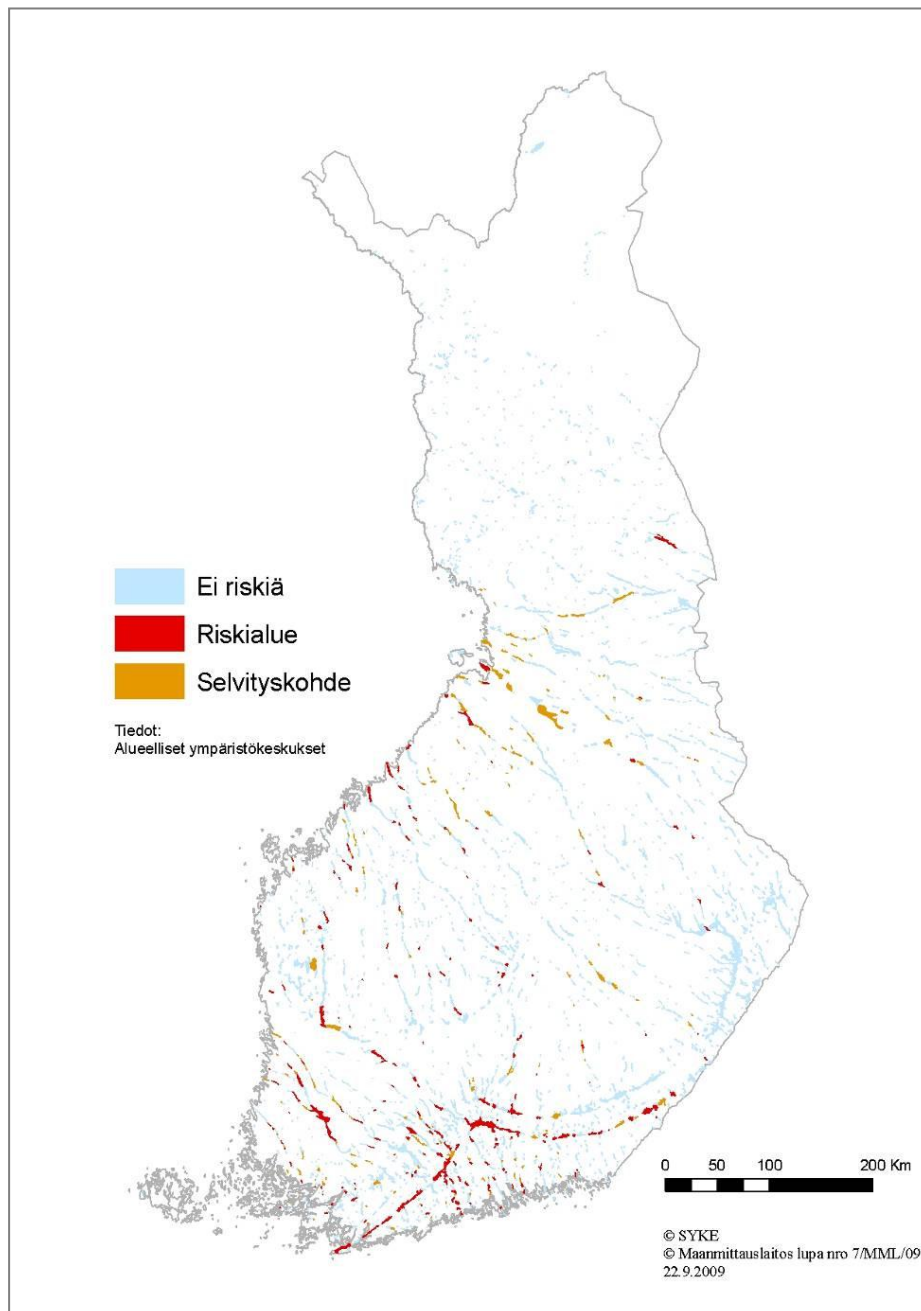 Ei riskiä
Riskialue
Selvityskohde
Tiedot:
Alueelliset ympäristökeskukset
0 50 100 200 Km
© SYKE
© Maanmittauslaitos lupa nro 7/MML/09
22.9.2009